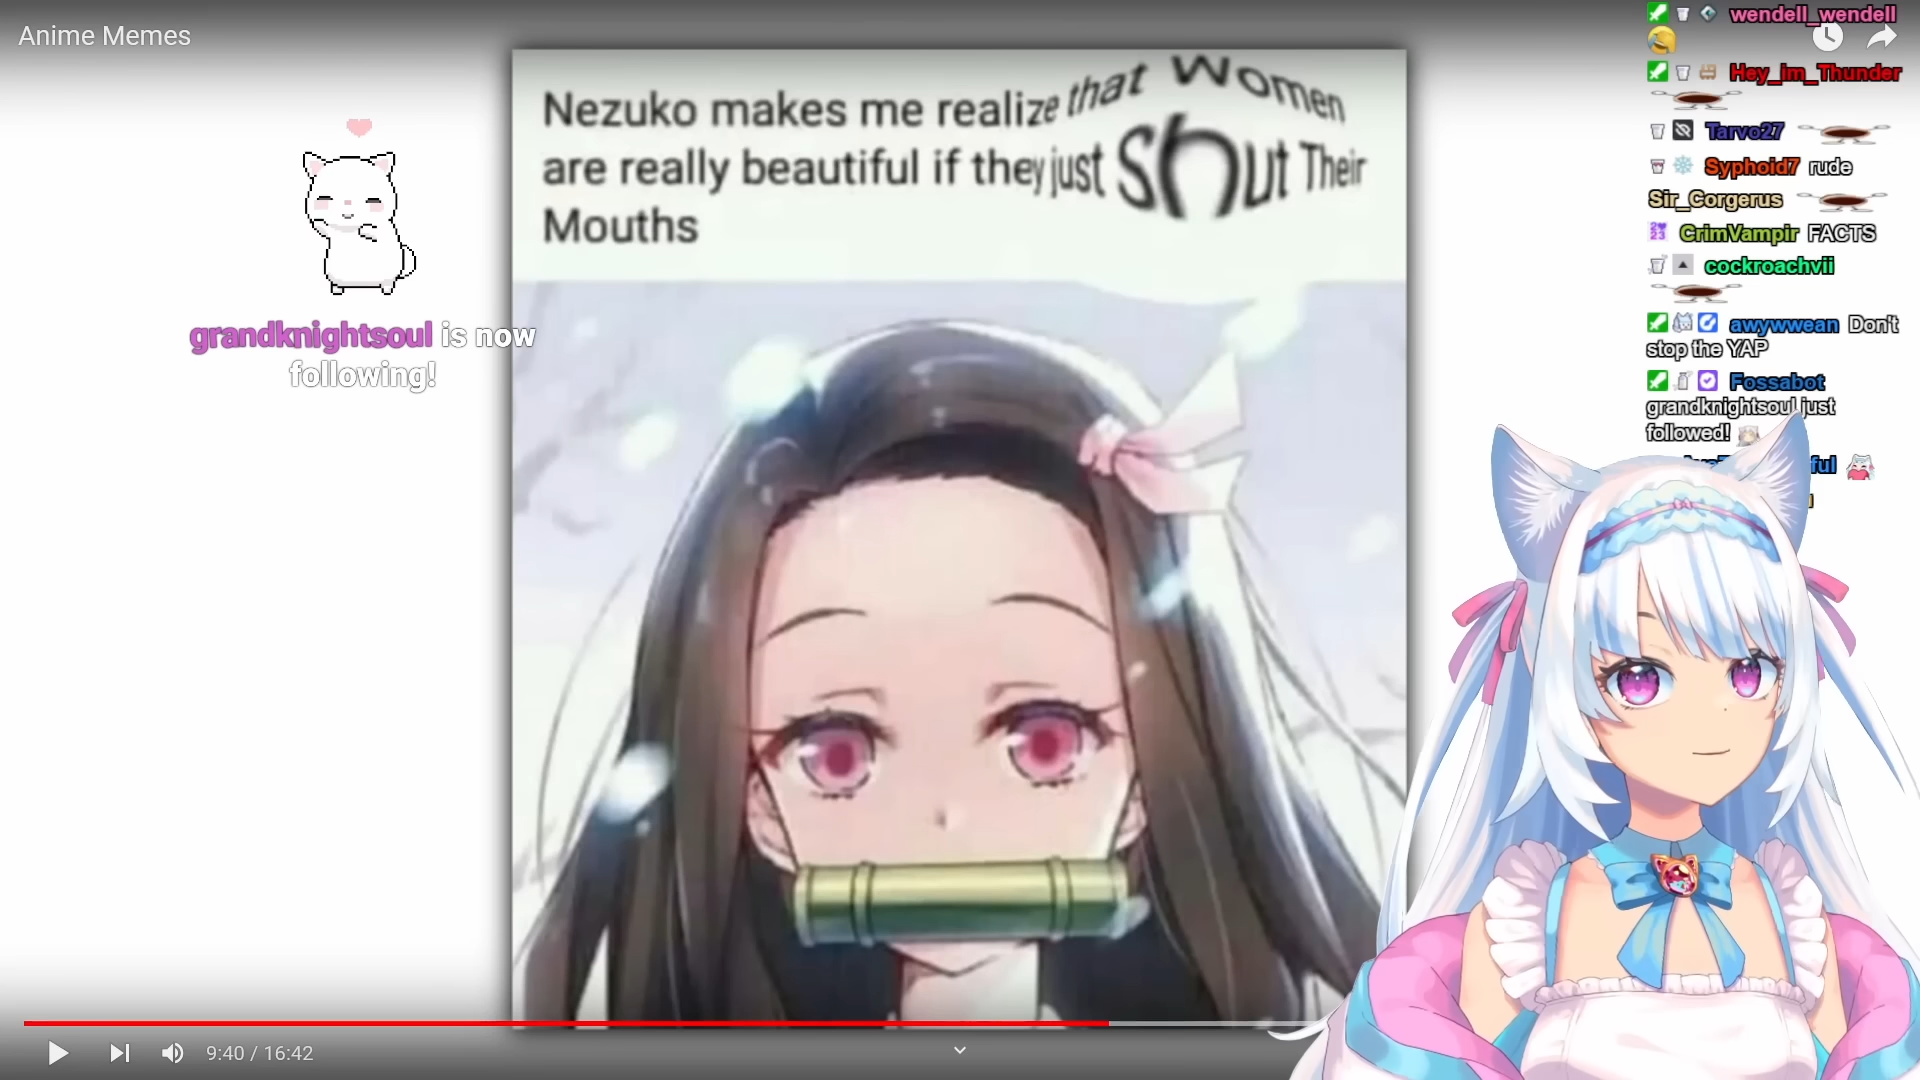 Anime Memes
Nezuko makes me realize that Women
are really beautiful if they just Shut Their
Mouths
grandknightsoul is now
following!
wendell_wendell
Hey_im_Thunder
Tarvo27
Syphoid7 rude
Sir_Corgerus
CrimVampir FACTS
cockroachvii
awywwean Don't
stop the YAP
Fossabot
grandknightsoul just
followed!
ful
9:40 / 16:42